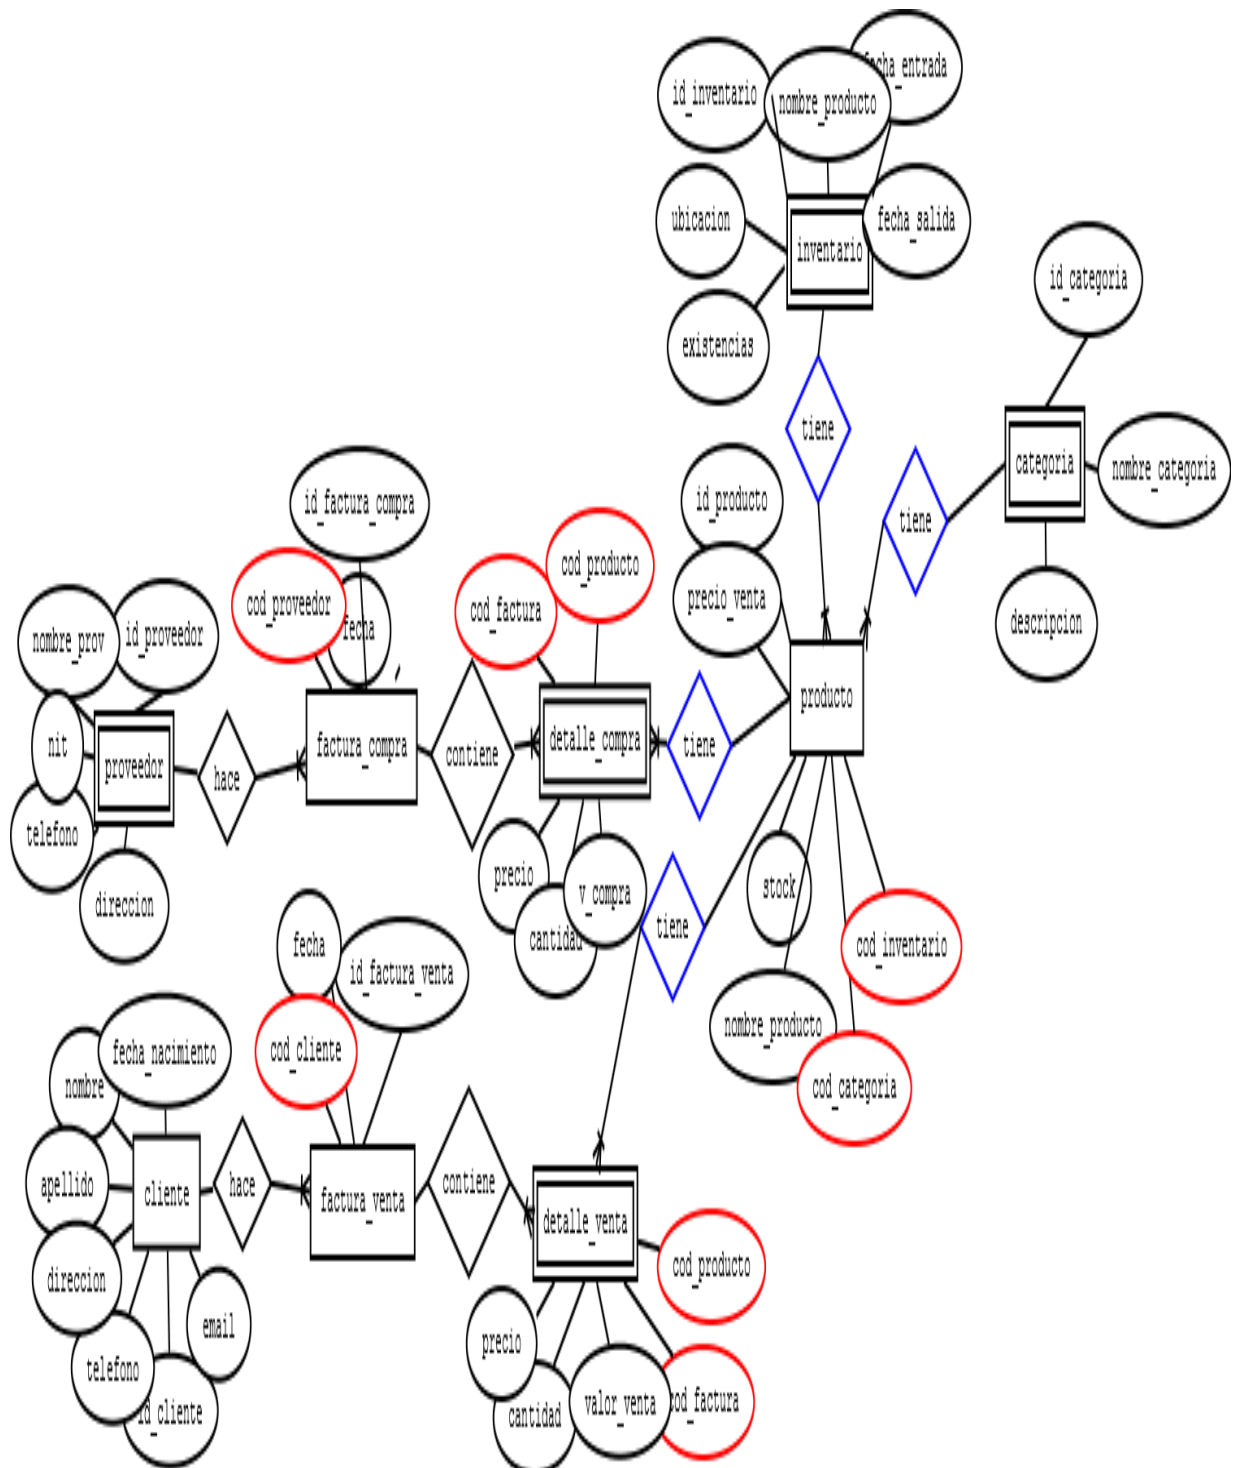 fecha_entrada
id_inventario
nombre_producto
ubicacion
fecha_salida
inventario
id_categoria
existencias
tiene
categoria
nombre_categoria
id_producto
id_factura_compra
tiene
cod_producto
precio_venta
cod_proveedor
cod_factura
fecha
descripcion
nombre_prov
id_proveedor
producto
nit
factura_compra
contiene
detalle_compra
tiene
proveedor
hace
telefono
precio
v_compra
stock
direccion
cantidad
tiene
fecha
cod_inventario
id_factura_venta
nombre_producto
fecha_nacimiento
cod_cliente
nombre
cod_categoria
apellido
cliente
hace
factura_venta
contiene
detalle_venta
cod_producto
direccion
email
precio
telefono
id_cliente
cantidad
valor_venta
cod_factura